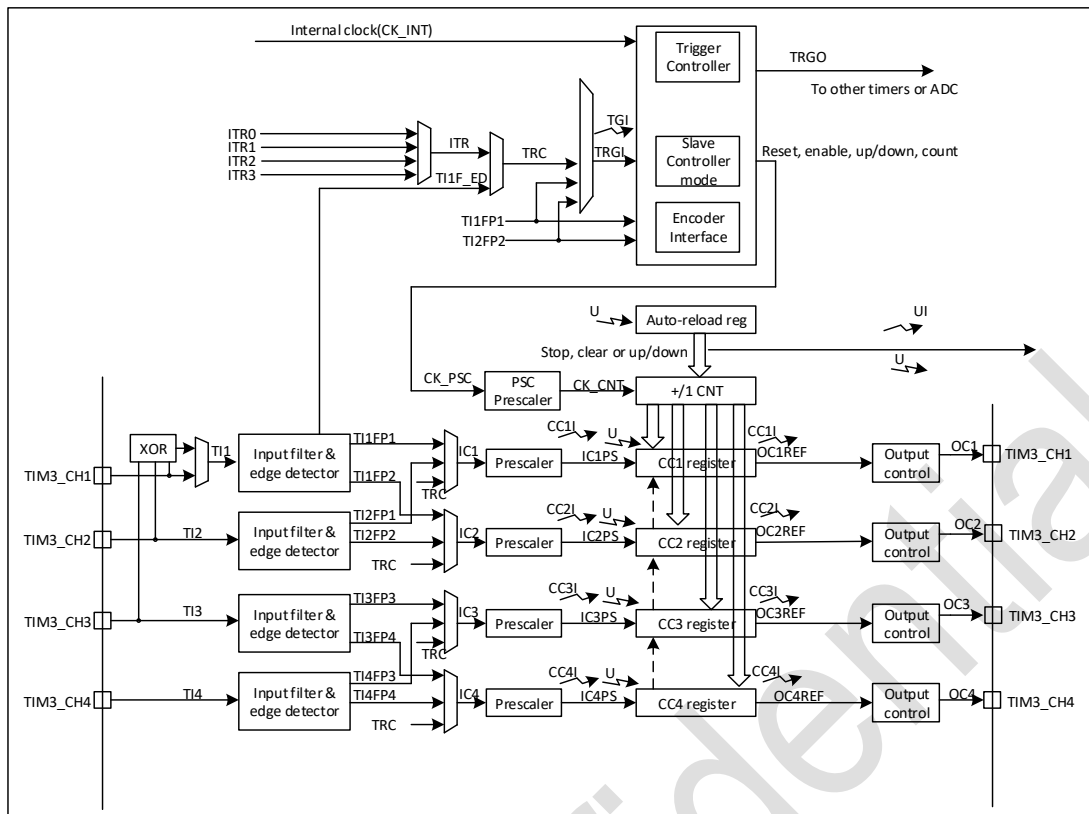 Internal clock(CK_INT)
Trigger
Controller
TRGO
To other timers or ADC
TGI
ITR0
ITR1
ITR2
ITR3
ITR
TRC
TRGI
TI1F_ED
Slave
Controller
mode
Reset, enable, up/down, count
TI1FP1
TI2FP2
Encoder
Interface
U
Auto-reload reg
UI
U
Stop, clear or up/down
CK_PSC
PSC
Prescaler
CK_CNT
+/1 CNT
XOR
TI1
Input filter &
edge detector
TI1FP1
TI1FP2
IC1
TRC
Prescaler
CC1I
U
IC1PS
CC1 register
CC1I
OC1REF
Output
control
OC1
TIM3_CH1
TIM3_CH1
TIM3_CH2
TI2
Input filter &
edge detector
TI2FP1
TI2FP2
TRC
IC2
Prescaler
CC2I
U
IC2PS
CC2 register
CC2I
OC2REF
Output
control
OC2
TIM3_CH2
TIM3_CH3
TI3
Input filter &
edge detector
TI3FP3
TI3FP4
IC3
TRC
Prescaler
CC3I
U
IC3PS
CC3 register
CC3I
OC3REF
Output
control
OC3
TIM3_CH3
TIM3_CH4
TI4
Input filter &
edge detector
TI4FP3
TI4FP4
TRC
IC4
Prescaler
CC4I
U
IC4PS
CC4 register
CC4I
OC4REF
Output
control
OC4
TIM3_CH4